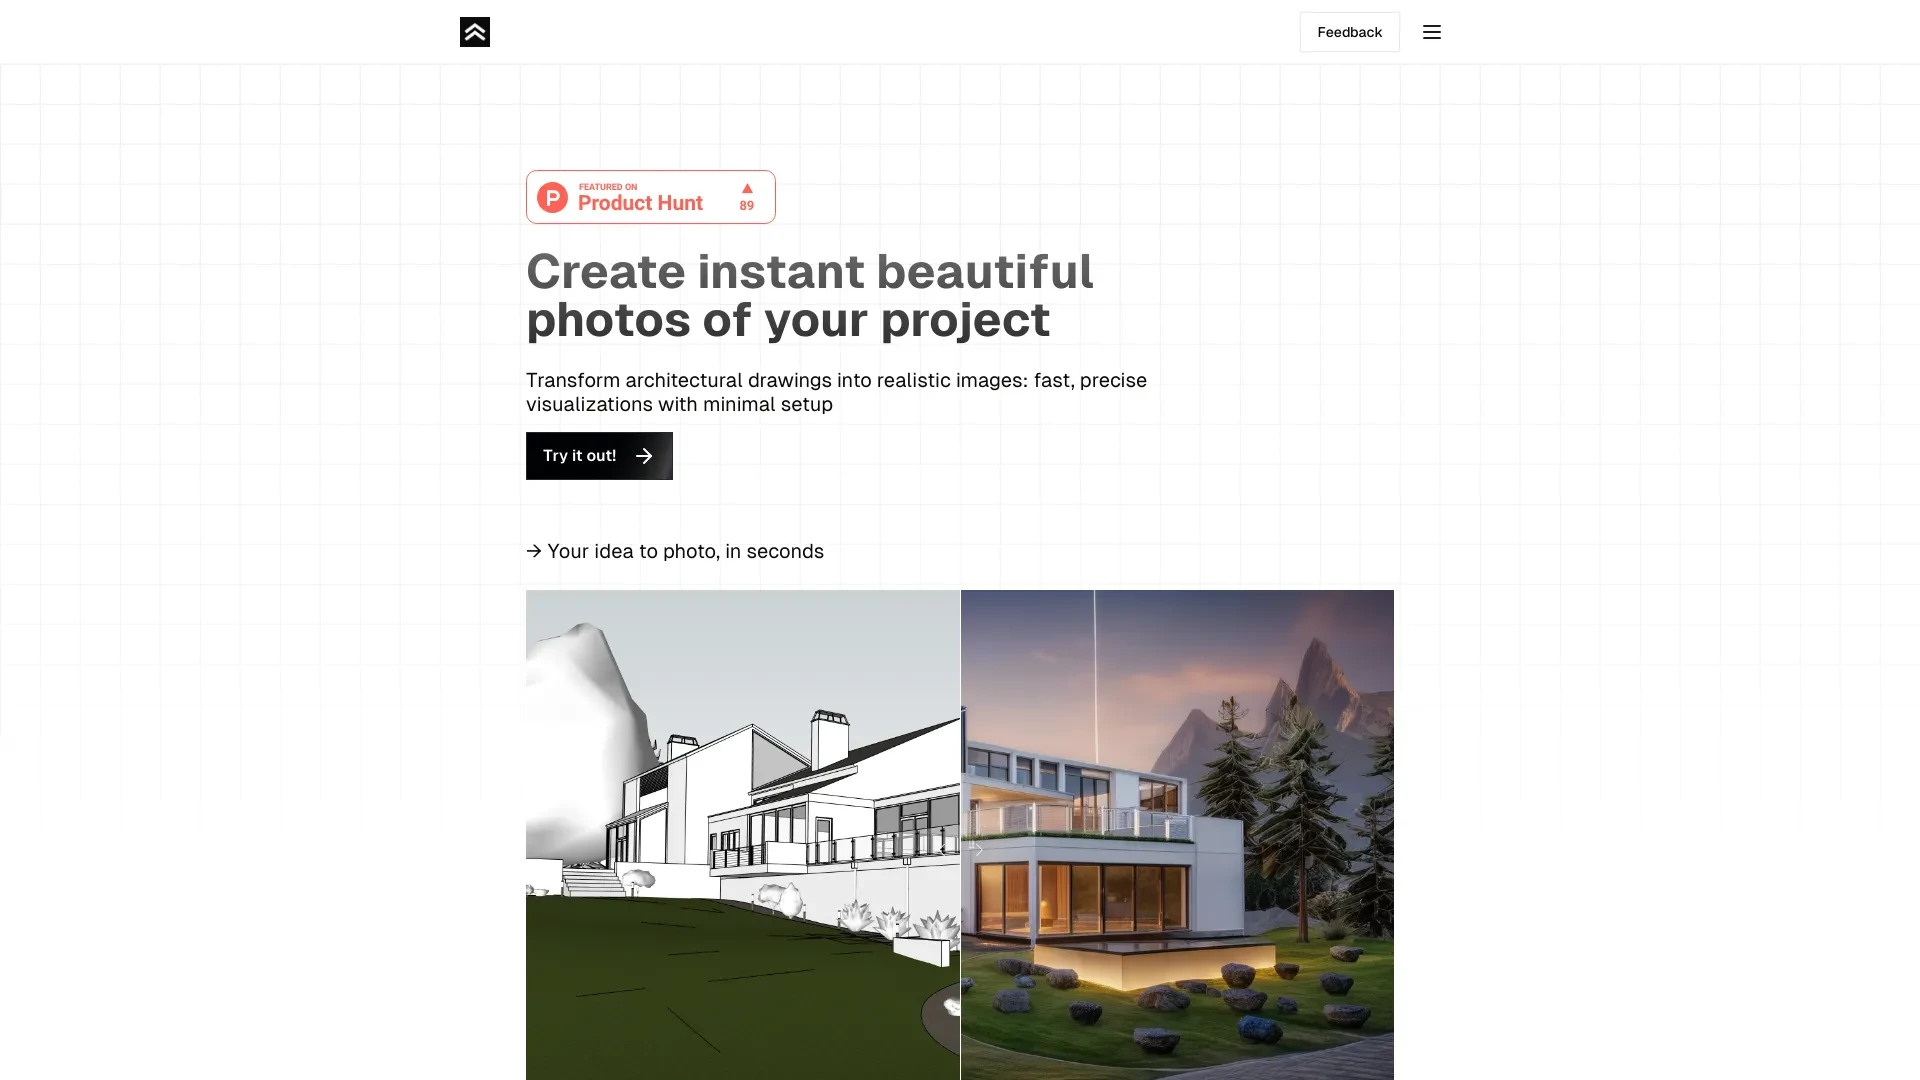 Feedback
FEATURED ON
Product Hunt
89
Create instant beautiful
photos of your project
Transform architectural drawings into realistic images: fast, precise
visualizations with minimal setup
Try it out!
Your idea to photo, in seconds